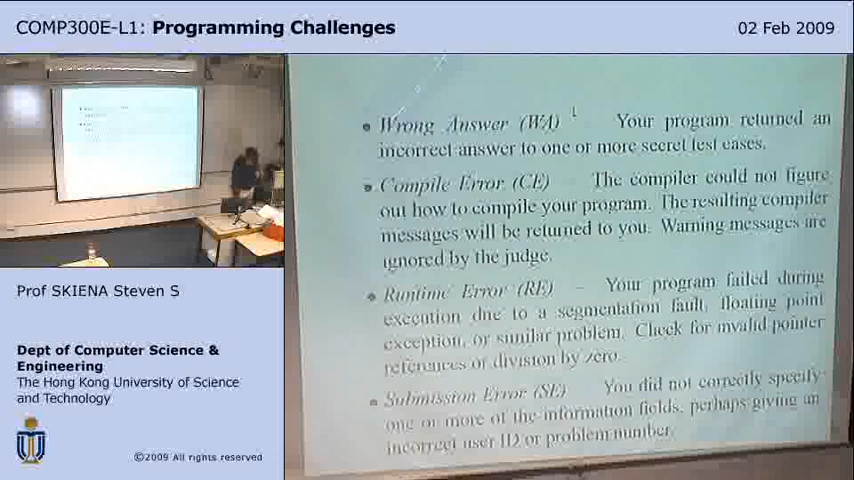 COMP300E-L1: Programming Challenges
02 Feb 2009
• Wrong Answer (WA) – Your program returned an
incorrect answer to one or more secret test cases.
• Compile Error (CE) – The compiler could not figure
out how to compile your program. The resulting compiler
messages will be returned to you. Warning messages are
ignored by the judge.
• Runtime Error (RE) – Your program failed during
execution due to a segmentation fault, floating point
exception, or similar problem. Check for invalid pointer
references or division by zero.
• Submission Error (SE) – You did not correctly specify
one or more of the information fields, perhaps giving an
incorrect user ID or problem number.
Prof SKIENA Steven S
Dept of Computer Science &
Engineering
The Hong Kong University of Science
and Technology
©2009 All rights reserved